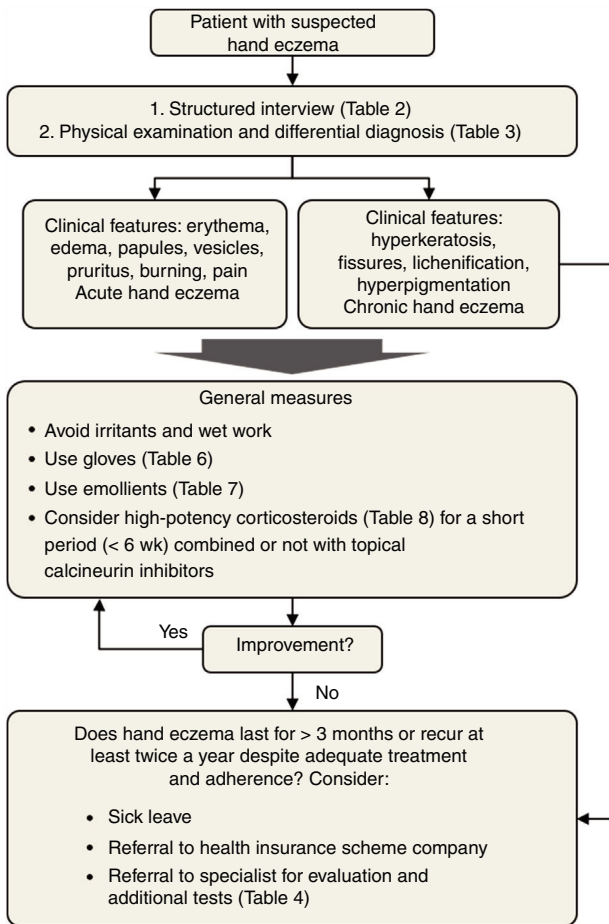 Patient with suspected
hand eczema
1. Structured interview (Table 2)
2. Physical examination and differential diagnosis (Table 3)
Clinical features: erythema,
edema, papules, vesicles,
pruritus, burning, pain
Acute hand eczema
Clinical features:
hyperkeratosis,
fissures, lichenification,
hyperpigmentation
Chronic hand eczema
General measures
• Avoid irritants and wet work
• Use gloves (Table 6)
• Use emollients (Table 7)
• Consider high-potency corticosteroids (Table 8) for a short
period (< 6 wk) combined or not with topical
calcineurin inhibitors
Yes
Improvement?
No
Does hand eczema last for > 3 months or recur at
least twice a year despite adequate treatment
and adherence? Consider:
• Sick leave
• Referral to health insurance scheme company
• Referral to specialist for evaluation and
additional tests (Table 4)